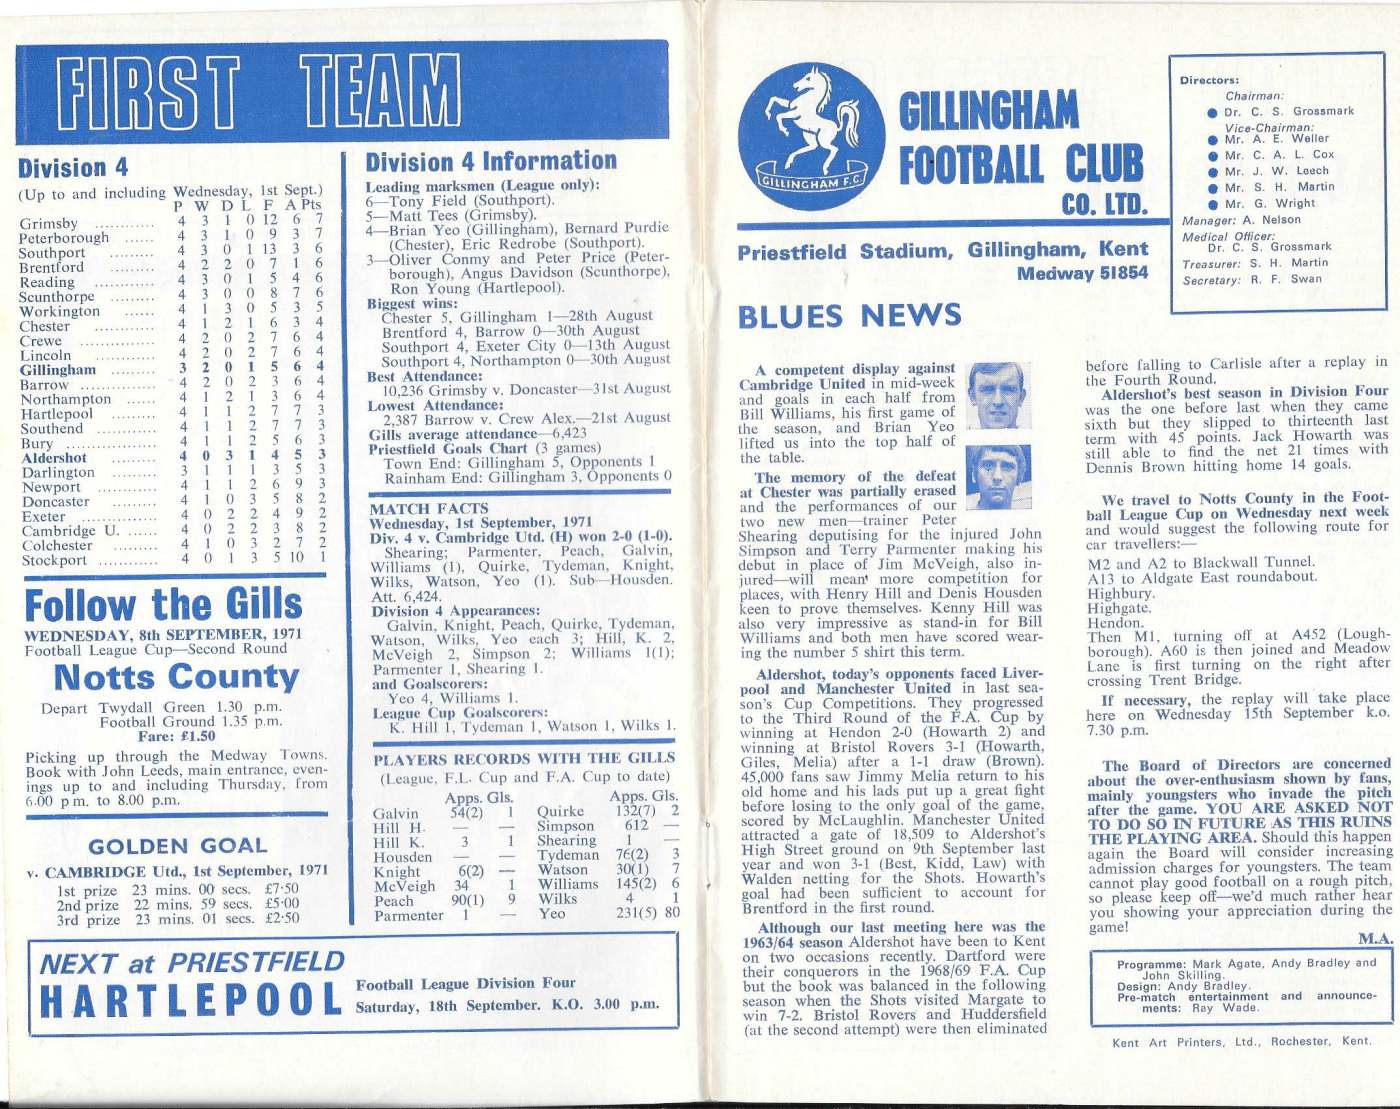 FIRST TEAM
Division 4
(Up to and including Wednesday, 1st Sept.)
P W D L F A Pts
Grimsby ............ 4 3 1 0 12 6 7
Peterborough ...... 4 3 1 0 9 3 7
Southport ......... 4 3 0 1 13 3 6
Brentford ......... 4 2 2 0 7 1 6
Reading ............ 4 3 0 1 5 4 6
Scunthorpe ......... 4 3 0 0 8 7 6
Workington ...... 4 1 3 0 5 3 5
Chester ............ 4 1 2 1 6 3 4
Crewe ............... 4 2 0 2 7 6 4
Lincoln ............ 4 2 0 2 7 6 4
Gillingham ......... 3 2 0 1 5 6 4
Barrow ............... 4 2 0 2 3 6 4
Northampton ...... 4 1 2 1 3 6 4
Hartlepool ......... 4 1 1 2 7 7 3
Southend ......... 4 1 1 2 7 7 3
Bury .................. 4 1 1 2 5 6 3
Aldershot ......... 4 0 3 1 4 5 3
Darlington ......... 3 1 1 1 3 5 3
Newport ............ 4 1 1 2 6 9 3
Doncaster ......... 4 1 0 3 5 8 2
Exeter ............... 4 0 2 2 4 9 2
Cambridge U. ...... 4 0 2 2 3 8 2
Colchester ......... 4 1 0 3 2 7 2
Stockport ............ 4 0 1 3 5 10 1
Follow the Gills
WEDNESDAY, 8th SEPTEMBER, 1971
Football League Cup—Second Round
Notts County
Depart Twydall Green 1.30 p.m.
Football Ground 1.35 p.m.
Fare: £1.50
Picking up through the Medway Towns.
Book with John Leeds, main entrance, even-
ings up to and including Thursday, from
6.00 p m. to 8.00 p.m.
GOLDEN GOAL
v. CAMBRIDGE Utd., 1st September, 1971
1st prize 23 mins. 00 secs. £7·50
2nd prize 22 mins. 59 secs. £5·00
3rd prize 23 mins. 01 secs. £2·50
Division 4 Information
Leading marksmen (League only):
6—Tony Field (Southport).
5—Matt Tees (Grimsby).
4—Brian Yeo (Gillingham), Bernard Purdie
(Chester), Eric Redrobe (Southport).
3—Oliver Conmy and Peter Price (Peter-
borough), Angus Davidson (Scunthorpe),
Ron Young (Hartlepool).
Biggest wins:
Chester 5, Gillingham 1—28th August
Brentford 4, Barrow 0—30th August
Southport 4, Exeter City 0—13th August
Southport 4, Northampton 0—30th August
Best Attendance:
10,236 Grimsby v. Doncaster—31st August
Lowest Attendance:
2,387 Barrow v. Crew Alex.—21st August
Gills average attendance—6,423
Priestfield Goals Chart (3 games)
Town End: Gillingham 5, Opponents 1
Rainham End: Gillingham 3, Opponents 0
MATCH FACTS
Wednesday, 1st September, 1971
Div. 4 v. Cambridge Utd. (H) won 2-0 (1-0).
Shearing; Parmenter, Peach, Galvin,
Williams (1), Quirke, Tydeman, Knight,
Wilks, Watson, Yeo (1). Sub—Housden.
Att. 6,424.
Division 4 Appearances:
Galvin, Knight, Peach, Quirke, Tydeman,
Watson, Wilks, Yeo each 3; Hill, K. 2,
McVeigh 2, Simpson 2; Williams 1(1);
Parmenter 1, Shearing 1.
and Goalscorers:
Yeo 4, Williams 1.
League Cup Goalscorers:
K. Hill 1, Tydeman 1, Watson 1, Wilks 1.
PLAYERS RECORDS WITH THE GILLS
(League, F.L. Cup and F.A. Cup to date)
Apps. Gls. Apps. Gls.
Galvin 54(2) 1 Quirke 132(7) 2
Hill H. — — Simpson 612 —
Hill K. 3 1 Shearing 1 —
Housden — — Tydeman 76(2) 3
Knight 6(2) — Watson 30(1) 7
McVeigh 34 1 Williams 145(2) 6
Peach 90(1) 9 Wilks 4 1
Parmenter 1 — Yeo 231(5) 80
NEXT at PRIESTFIELD
HARTLEPOOL
Football League Division Four
Saturday, 18th September. K.O. 3.00 p.m.
GILLINGHAM F.C.
GILLINGHAM
FOOTBALL CLUB
CO. LTD.
Priestfield Stadium, Gillingham, Kent
Medway 51854
Directors:
Chairman:
● Dr. C. S. Grossmark
Vice-Chairman:
● Mr. A. E. Weller
● Mr. C. A. L. Cox
● Mr. J. W. Leech
● Mr. S. H. Martin
● Mr. G. Wright
Manager: A. Nelson
Medical Officer:
Dr. C. S. Grossmark
Treasurer: S. H. Martin
Secretary: R. F. Swan
BLUES NEWS
A competent display against
Cambridge United in mid-week
and goals in each half from
Bill Williams, his first game of
the season, and Brian Yeo
lifted us into the top half of
the table.
The memory of the defeat
at Chester was partially erased
and the performances of our
two new men—trainer Peter
Shearing deputising for the injured John
Simpson and Terry Parmenter making his
debut in place of Jim McVeigh, also in-
jured—will mean more competition for
places, with Henry Hill and Denis Housden
keen to prove themselves. Kenny Hill was
also very impressive as stand-in for Bill
Williams and both men have scored wear-
ing the number 5 shirt this term.
Aldershot, today's opponents faced Liver-
pool and Manchester United in last sea-
son's Cup Competitions. They progressed
to the Third Round of the F.A. Cup by
winning at Hendon 2-0 (Howarth 2) and
winning at Bristol Rovers 3-1 (Howarth,
Giles, Melia) after a 1-1 draw (Brown).
45,000 fans saw Jimmy Melia return to his
old home and his lads put up a great fight
before losing to the only goal of the game,
scored by McLaughlin. Manchester United
attracted a gate of 18,509 to Aldershot's
High Street ground on 9th September last
year and won 3-1 (Best, Kidd, Law) with
Walden netting for the Shots. Howarth's
goal had been sufficient to account for
Brentford in the first round.
Although our last meeting here was the
1963/64 season Aldershot have been to Kent
on two occasions recently. Dartford were
their conquerors in the 1968/69 F.A. Cup
but the book was balanced in the following
season when the Shots visited Margate to
win 7-2. Bristol Rovers and Huddersfield
(at the second attempt) were then eliminated
before falling to Carlisle after a replay in
the Fourth Round.
Aldershot's best season in Division Four
was the one before last when they came
sixth but they slipped to thirteenth last
term with 45 points. Jack Howarth was
still able to find the net 21 times with
Dennis Brown hitting home 14 goals.
We travel to Notts County in the Foot-
ball League Cup on Wednesday next week
and would suggest the following route for
car travellers:—
M2 and A2 to Blackwall Tunnel.
A13 to Aldgate East roundabout.
Highbury.
Highgate.
Hendon.
Then M1, turning off at A452 (Lough-
borough). A60 is then joined and Meadow
Lane is first turning on the right after
crossing Trent Bridge.
If necessary, the replay will take place
here on Wednesday 15th September k.o.
7.30 p.m.
The Board of Directors are concerned
about the over-enthusiasm shown by fans,
mainly youngsters who invade the pitch
after the game. YOU ARE ASKED NOT
TO DO SO IN FUTURE AS THIS RUINS
THE PLAYING AREA. Should this happen
again the Board will consider increasing
admission charges for youngsters. The team
cannot play good football on a rough pitch,
so please keep off—we'd much rather hear
you showing your appreciation during the
game!
M.A.
Programme: Mark Agate, Andy Bradley and
John Skilling.
Design: Andy Bradley.
Pre-match entertainment and announce-
ments: Ray Wade.
Kent Art Printers, Ltd., Rochester, Kent.